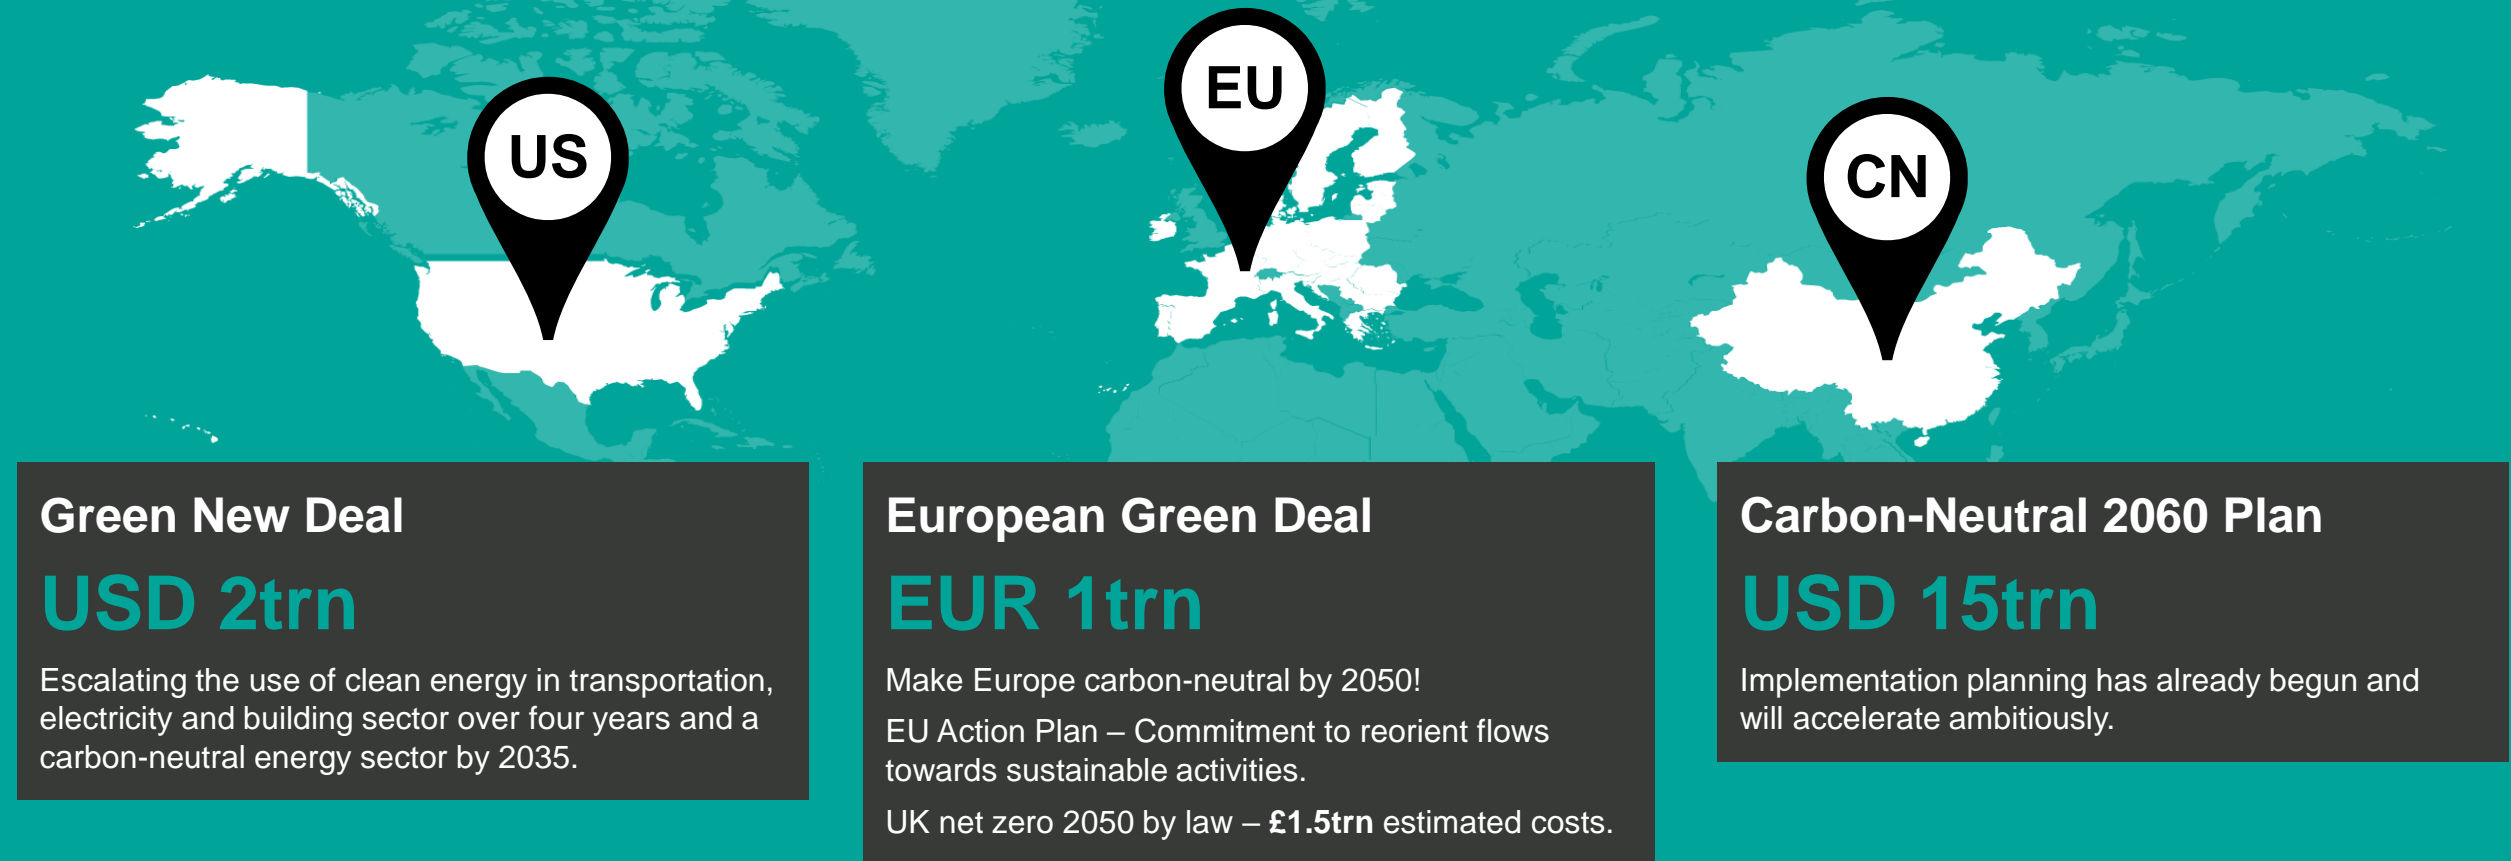 US
EU
CN
Green New Deal
USD 2trn
Escalating the use of clean energy in transportation,
electricity and building sector over four years and a
carbon-neutral energy sector by 2035.
European Green Deal
EUR 1trn
Make Europe carbon-neutral by 2050!
EU Action Plan – Commitment to reorient flows
towards sustainable activities.
UK net zero 2050 by law – £1.5trn estimated costs.
Carbon-Neutral 2060 Plan
USD 15trn
Implementation planning has already begun and
will accelerate ambitiously.